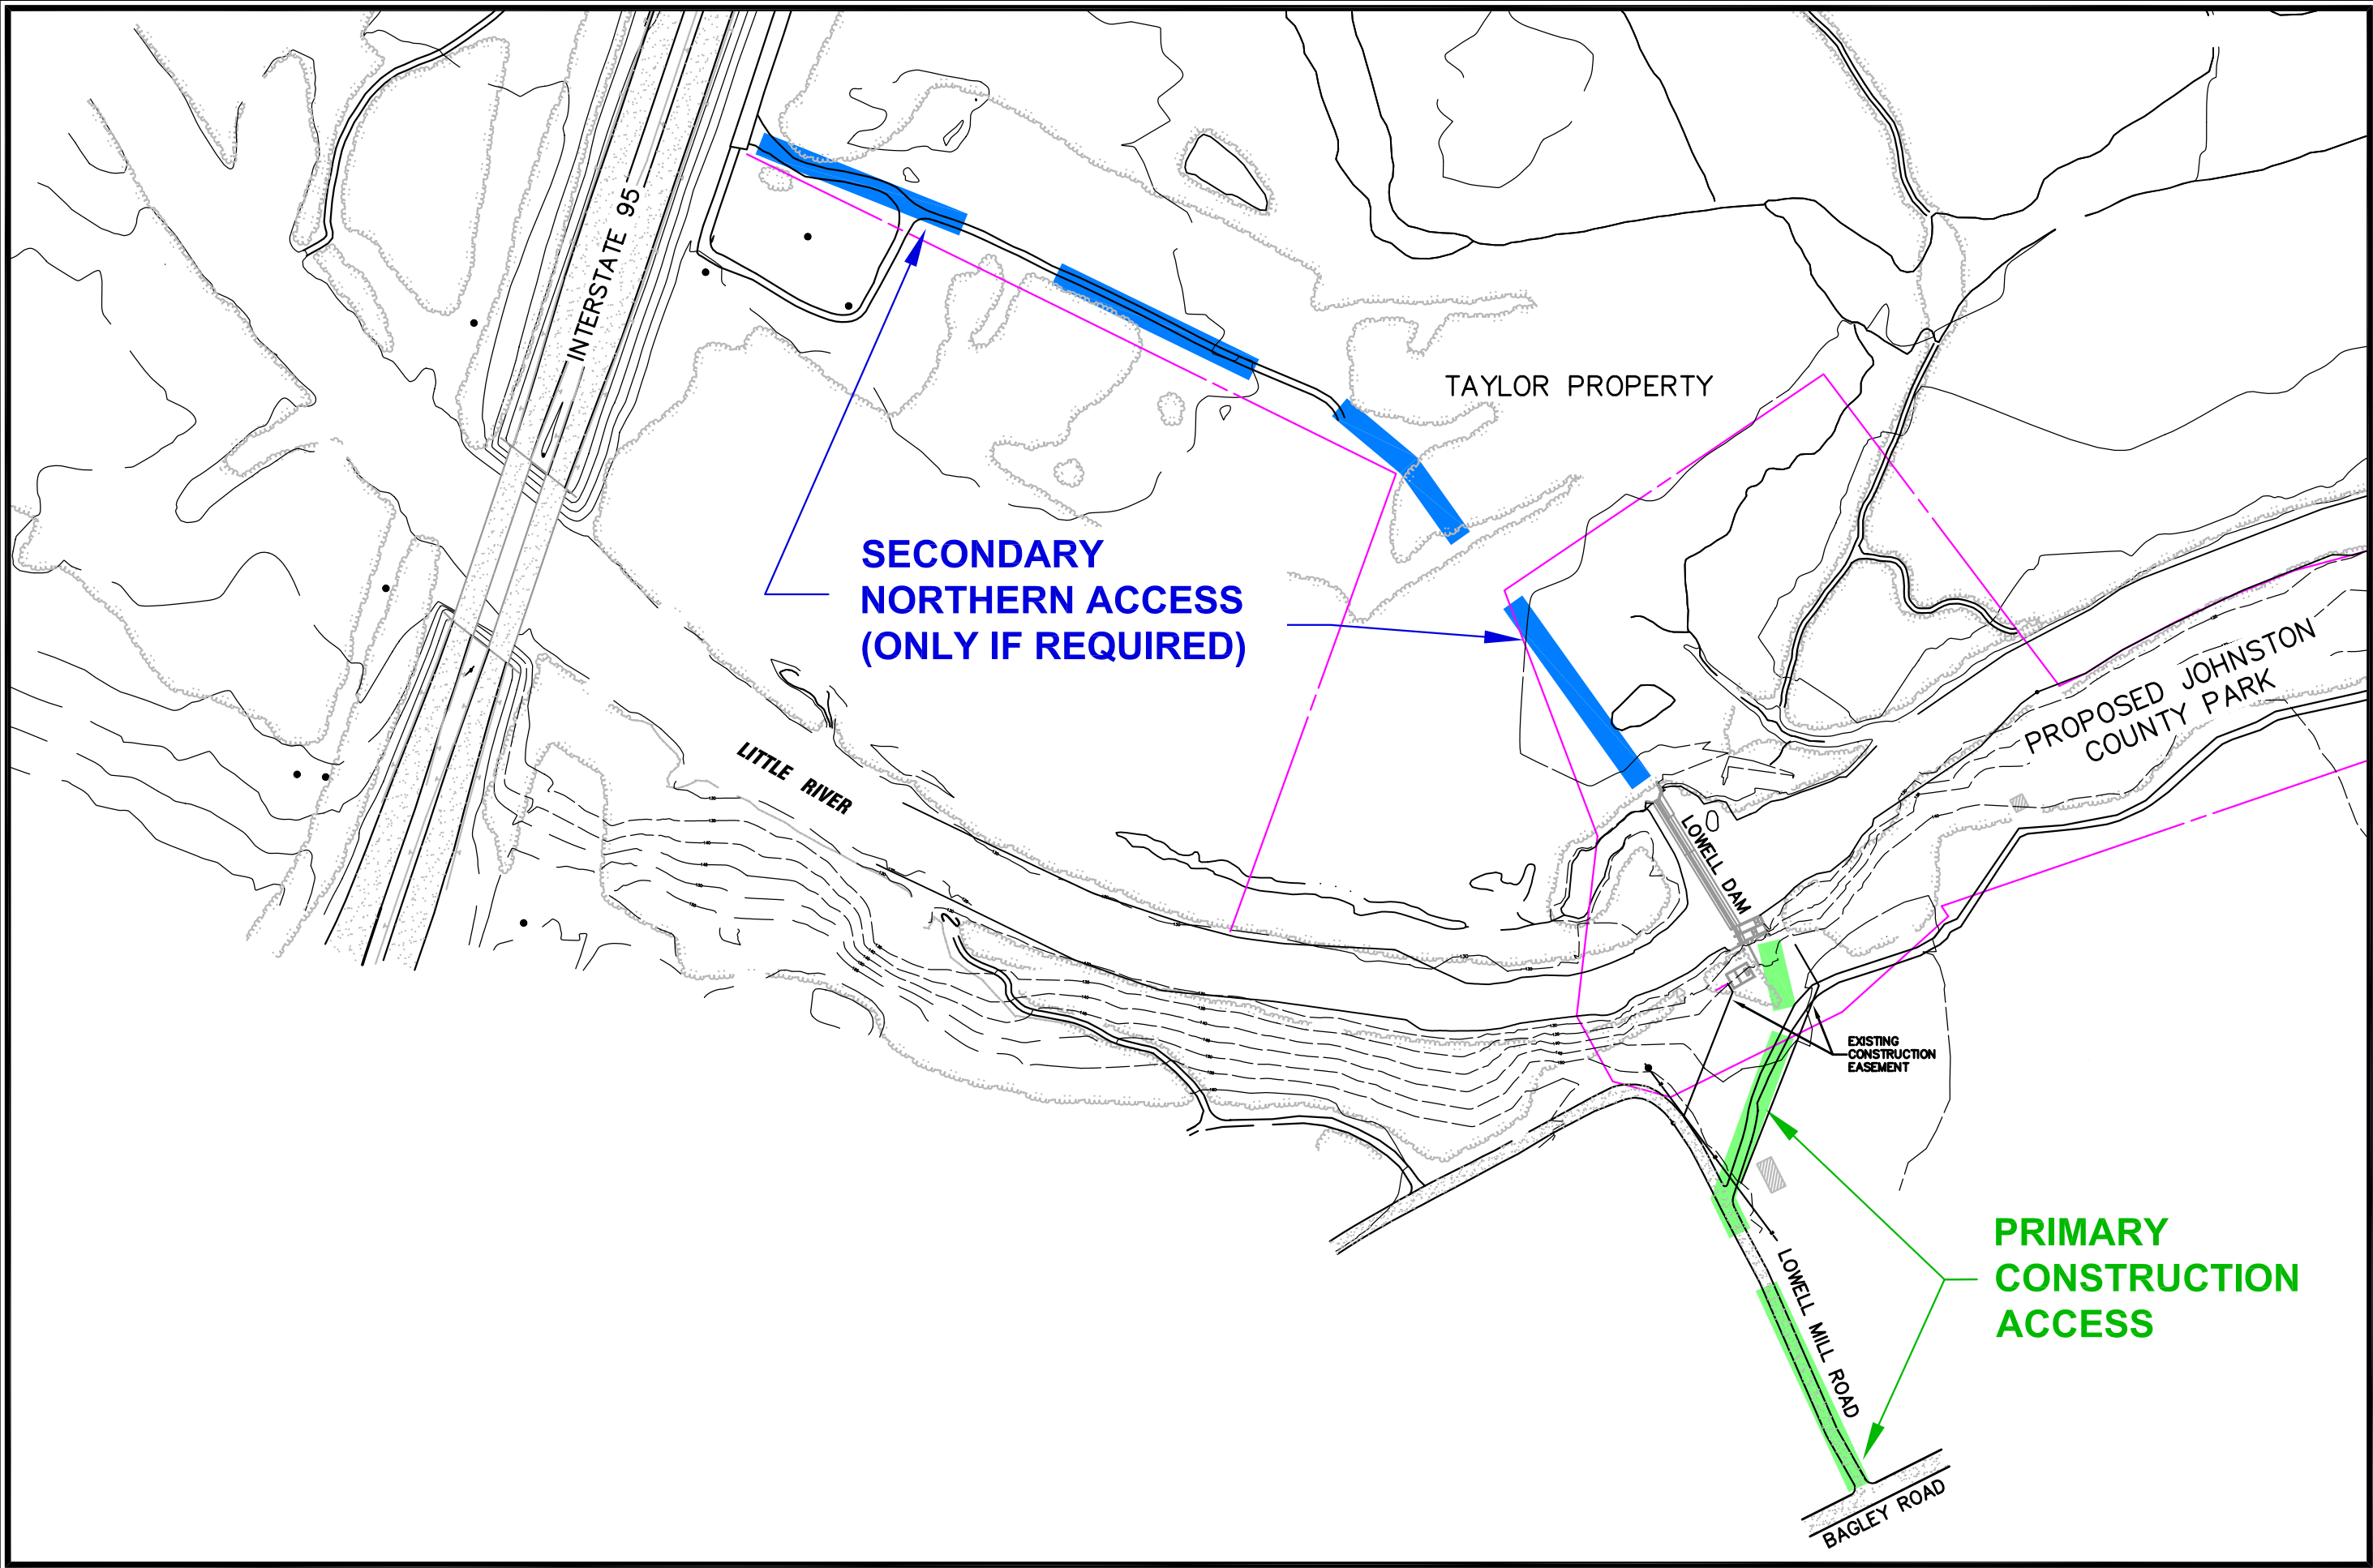 INTERSTATE 95
TAYLOR PROPERTY
SECONDARY
NORTHERN ACCESS
(ONLY IF REQUIRED)
PROPOSED JOHNSTON
COUNTY PARK
LITTLE RIVER
LOWELL DAM
EXISTING
CONSTRUCTION
EASEMENT
PRIMARY
CONSTRUCTION
ACCESS
LOWELL MILL ROAD
BAGLEY ROAD